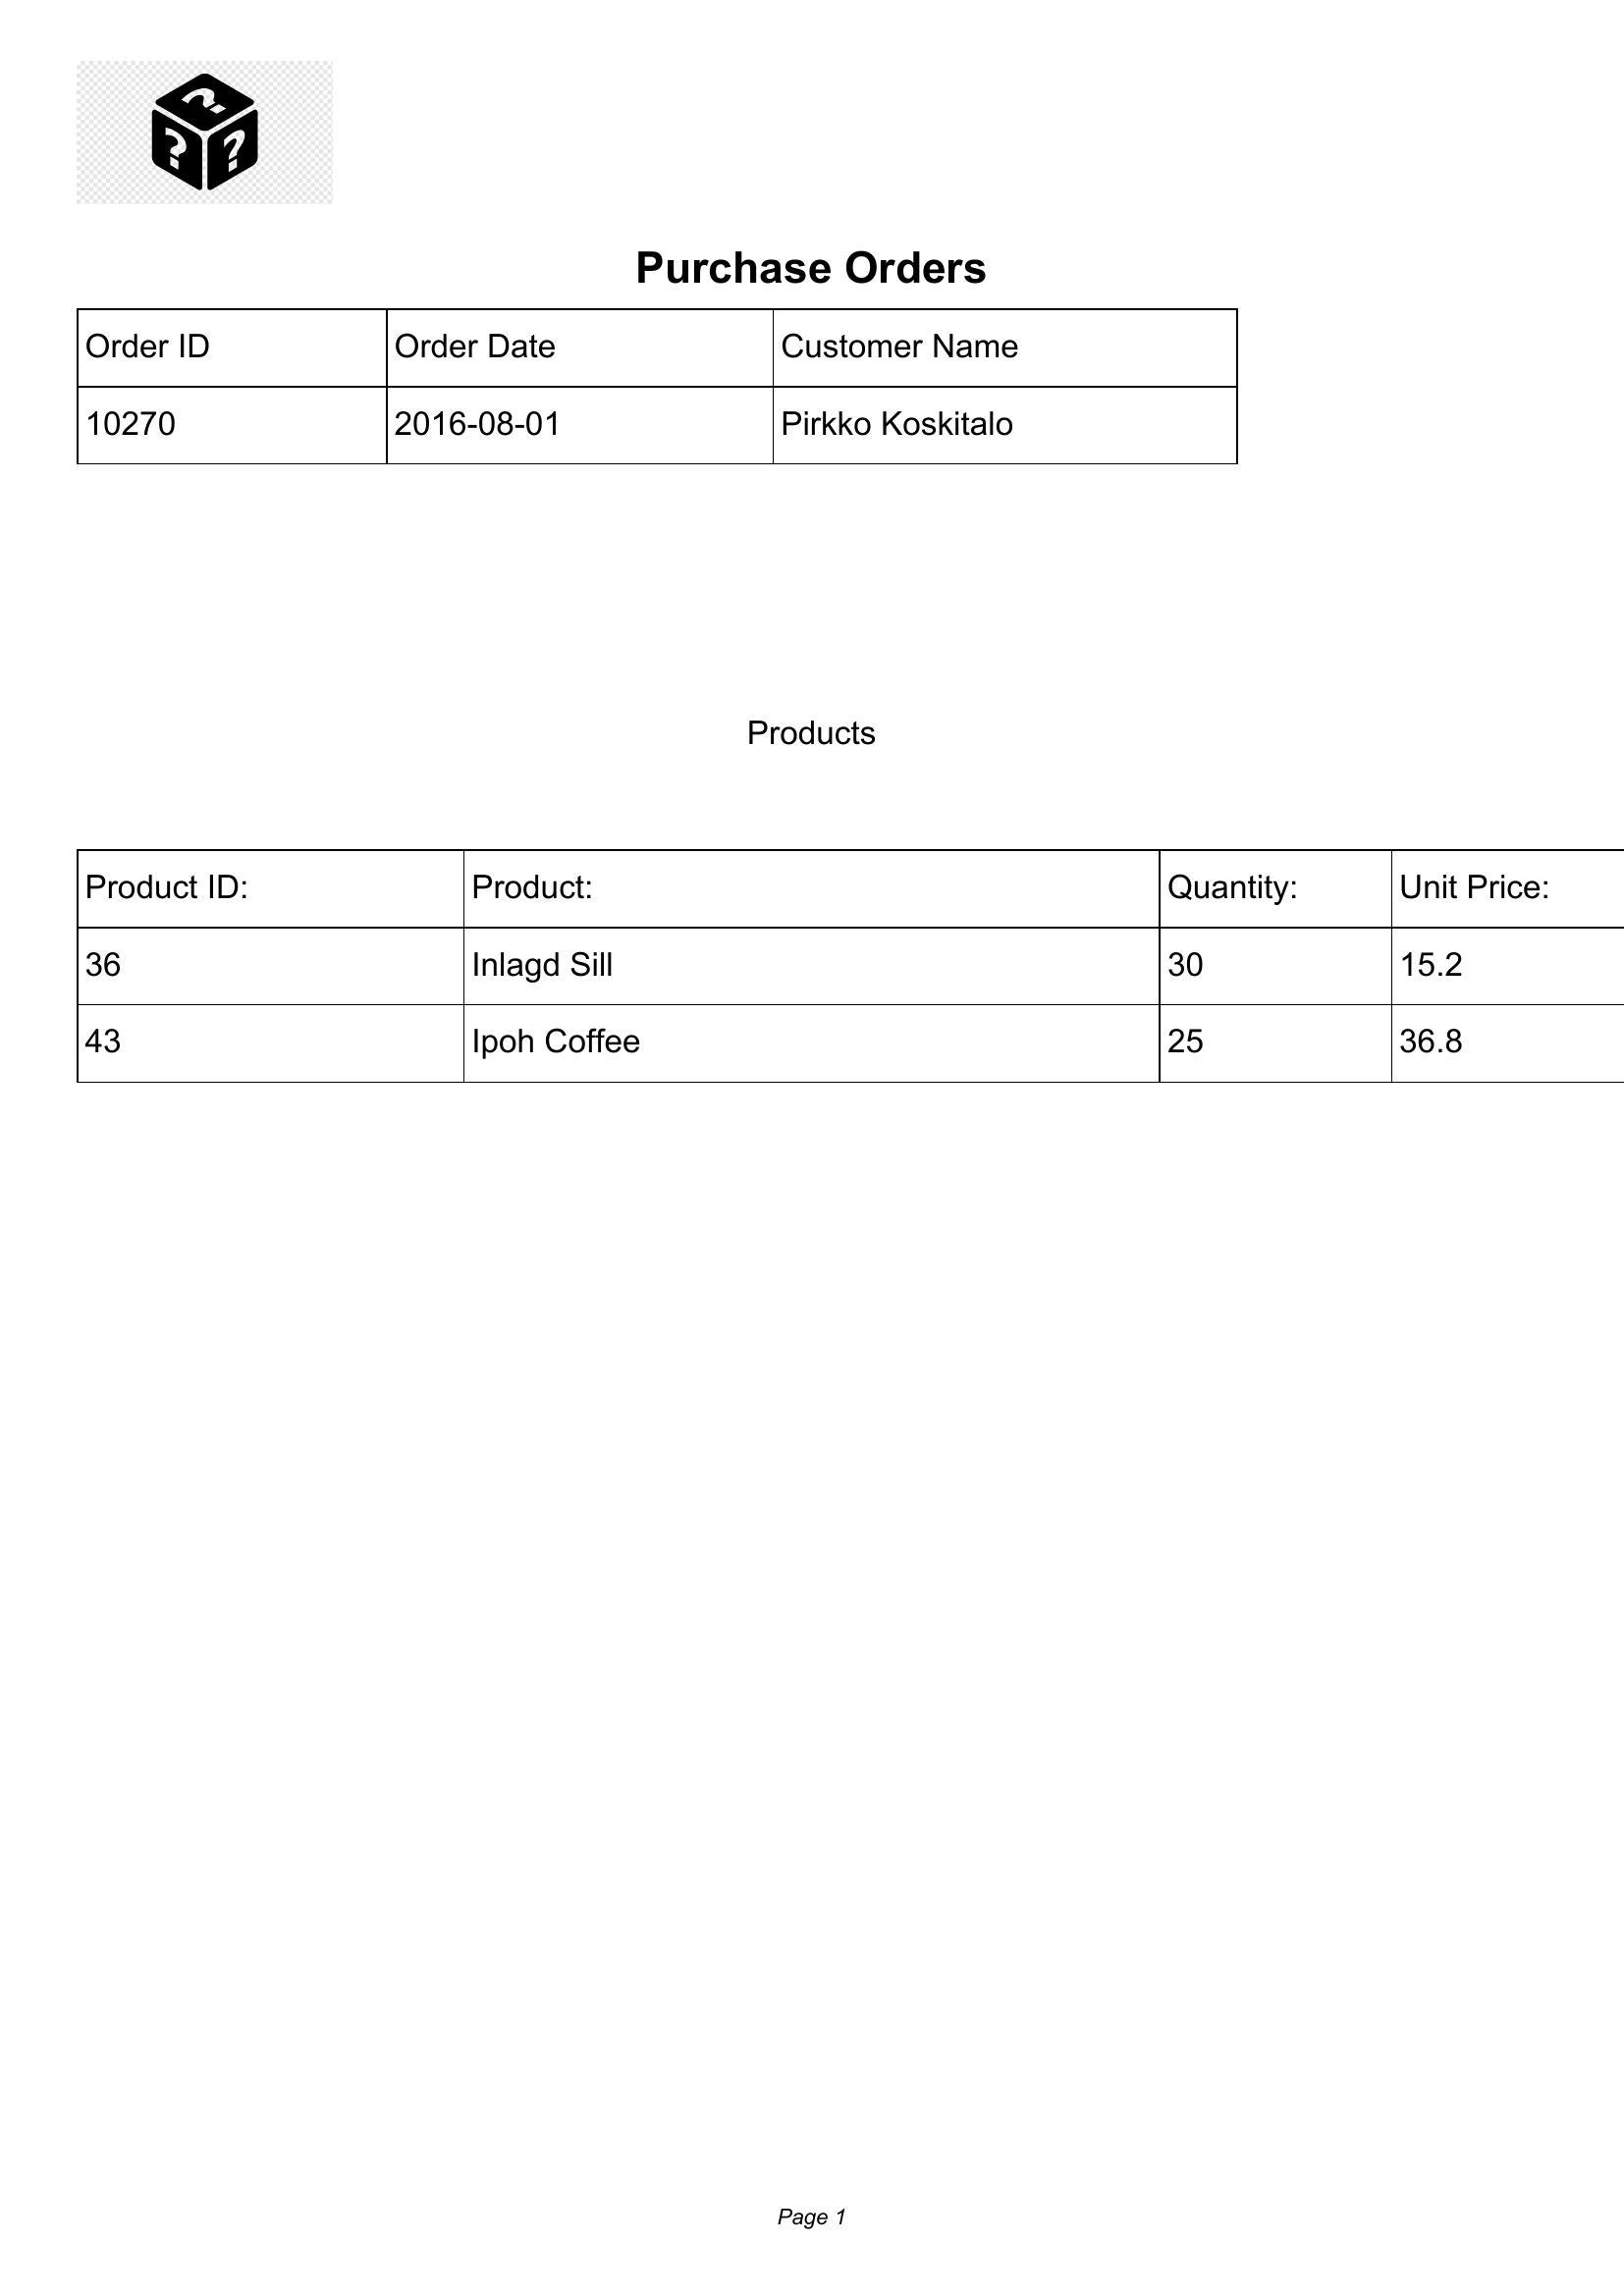 Purchase Orders
Order ID Order Date Customer Name
10270 2016-08-01 Pirkko Koskitalo
Products
Product ID: Product: Quantity: Unit Price:
36 Inlagd Sill 30 15.2
43 Ipoh Coffee 25 36.8
Page 1